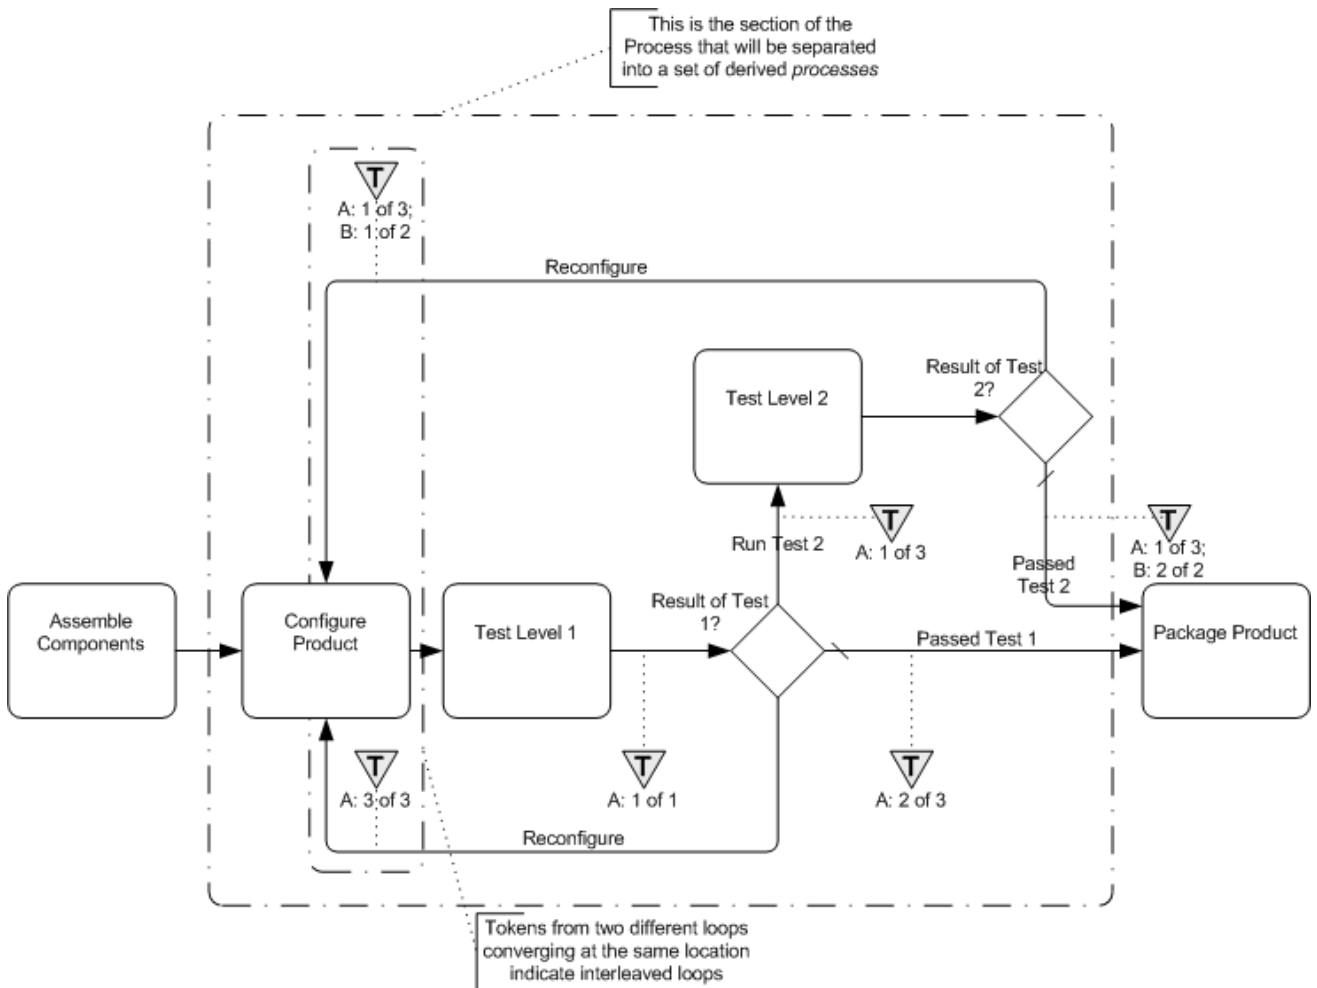 This is the section of the
Process that will be separated
into a set of derived processes
T
A: 1 of 3;
B: 1 of 2
Reconfigure
Test Level 2
Result of Test
2?
T
A: 1 of 3
Run Test 2
T
A: 1 of 3;
B: 2 of 2
Passed
Test 2
Assemble
Components
Configure
Product
Test Level 1
Result of Test
1?
Passed Test 1
Package Product
T
A: 3 of 3
T
A: 1 of 1
T
A: 2 of 3
Reconfigure
Tokens from two different loops
converging at the same location
indicate interleaved loops